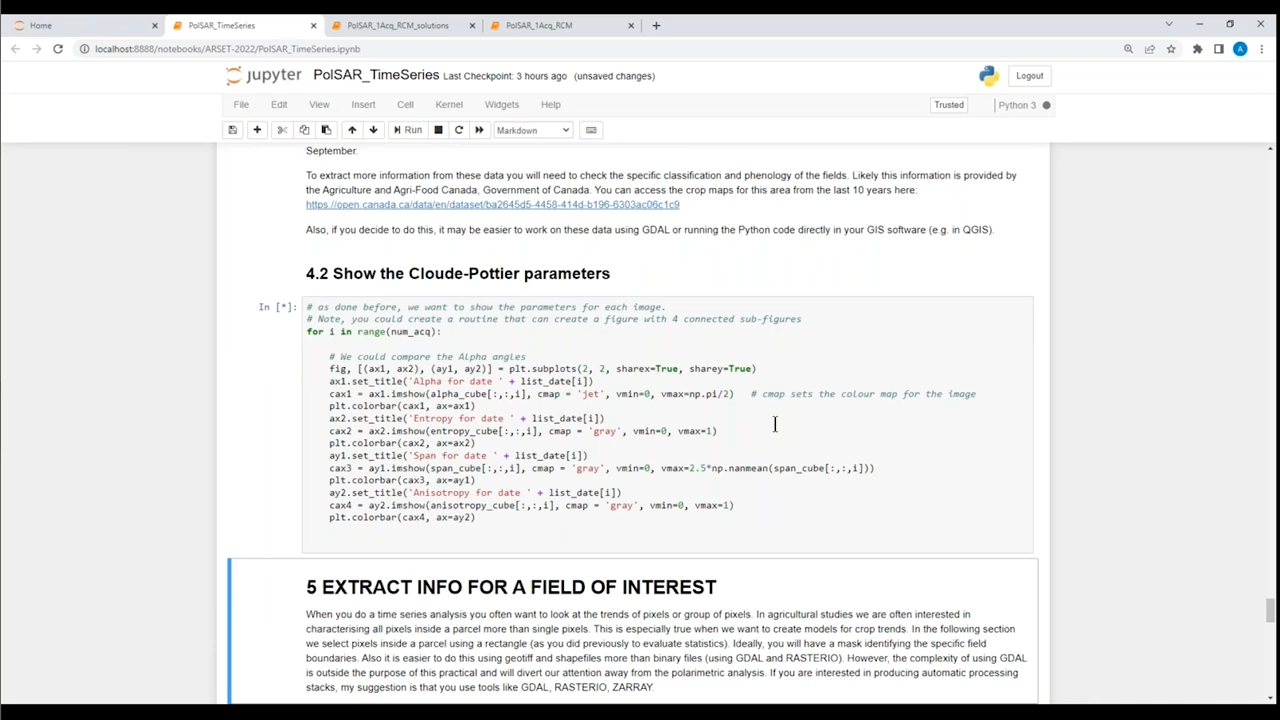 Home
PolSAR_TimeSeries
PolSAR_1Acq_RCM_solutions
PolSAR_1Acq_RCM
localhost:8888/notebooks/ARSET-2022/PolSAR_TimeSeries.ipynb
A
jupyter PolSAR_TimeSeries Last Checkpoint: 3 hours ago (unsaved changes)
Logout
File Edit View Insert Cell Kernel Widgets Help
Trusted
Python 3
Run
Markdown
September.
To extract more information from these data you will need to check the specific classification and phenology of the fields. Likely this information is provided by
the Agriculture and Agri-Food Canada, Government of Canada. You can access the crop maps for this area from the last 10 years here:
https://open.canada.ca/data/en/dataset/ba2645d5-4458-414d-b196-6303ac06c1c9
Also, if you decide to do this, it may be easier to work on these data using GDAL or running the Python code directly in your GIS software (e.g. in QGIS).
4.2 Show the Cloude-Pottier parameters
In [*]:
# as done before, we want to show the parameters for each image.
# Note, you could create a routine that can create a figure with 4 connected sub-figures
for i in range(num_acq):
# We could compare the Alpha angles
fig, [(ax1, ax2), (ay1, ay2)] = plt.subplots(2, 2, sharex=True, sharey=True)
ax1.set_title('Alpha for date ' + list_date[i])
cax1 = ax1.imshow(alpha_cube[:,:,i], cmap = 'jet', vmin=0, vmax=np.pi/2) # cmap sets the colour map for the image
plt.colorbar(cax1, ax=ax1)
ax2.set_title('Entropy for date ' + list_date[i])
cax2 = ax2.imshow(entropy_cube[:,:,i], cmap = 'gray', vmin=0, vmax=1)
plt.colorbar(cax2, ax=ax2)
ay1.set_title('Span for date ' + list_date[i])
cax3 = ay1.imshow(span_cube[:,:,i], cmap = 'gray', vmin=0, vmax=2.5*np.nanmean(span_cube[:,:,i]))
plt.colorbar(cax3, ax=ay1)
ay2.set_title('Anisotropy for date ' + list_date[i])
cax4 = ay2.imshow(anisotropy_cube[:,:,i], cmap = 'gray', vmin=0, vmax=1)
plt.colorbar(cax4, ax=ay2)
5 EXTRACT INFO FOR A FIELD OF INTEREST
When you do a time series analysis you often want to look at the trends of pixels or group of pixels. In agricultural studies we are often interested in
characterising all pixels inside a parcel more than single pixels. This is especially true when we want to create models for crop trends. In the following section
we select pixels inside a parcel using a rectangle (as you did previously to evaluate statistics). Ideally, you will have a mask identifying the specific field
boundaries. Also it is easier to do this using geotiff and shapefiles more than binary files (using GDAL and RASTERIO). However, the complexity of using GDAL
is outside the purpose of this practical and will divert our attention away from the polarimetric analysis. If you are interested in producing automatic processing
stacks, my suggestion is that you use tools like GDAL, RASTERIO, ZARRAY.